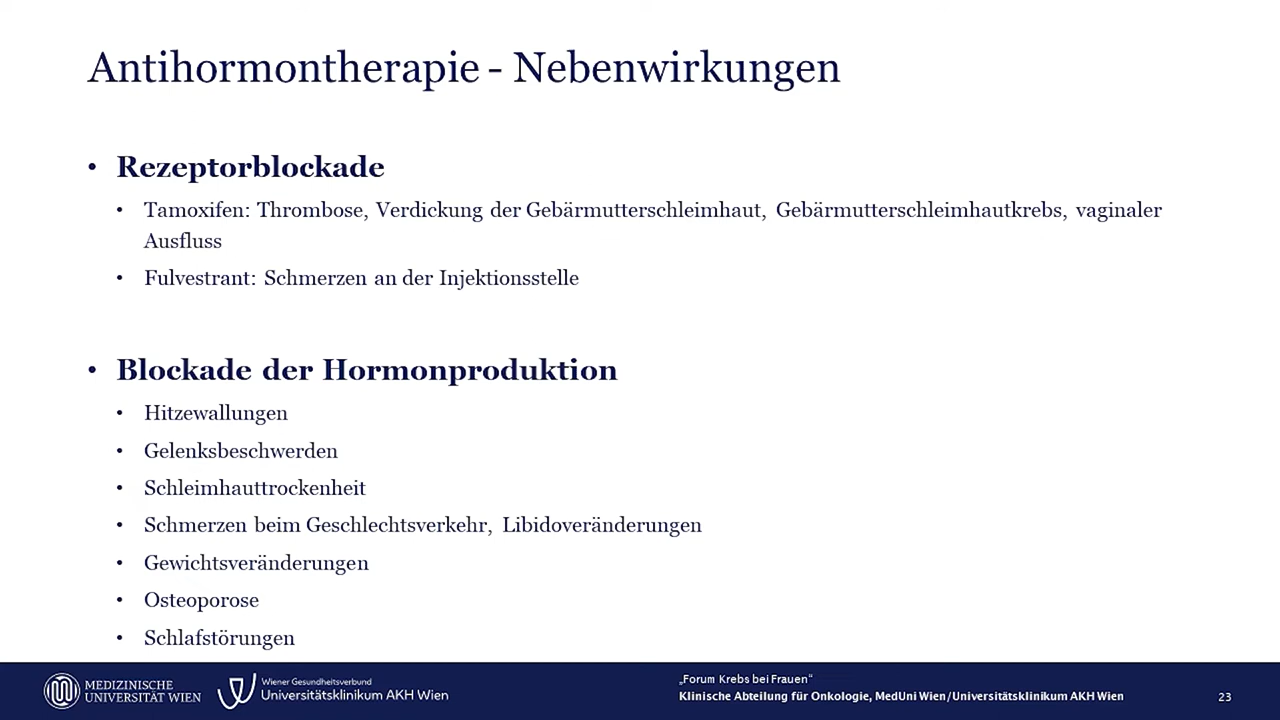 Antihormontherapie - Nebenwirkungen
• Rezeptorblockade
• Tamoxifen: Thrombose, Verdickung der Gebärmutterschleimhaut, Gebärmutterschleimhautkrebs, vaginaler
Ausfluss
• Fulvestrant: Schmerzen an der Injektionsstelle
• Blockade der Hormonproduktion
• Hitzewallungen
• Gelenksbeschwerden
• Schleimhauttrockenheit
• Schmerzen beim Geschlechtsverkehr, Libidoveränderungen
• Gewichtsveränderungen
• Osteoporose
• Schlafstörungen
MEDIZINISCHE
UNIVERSITÄT WIEN
Wiener Gesundheitsverbund
Universitätsklinikum AKH Wien
„Forum Krebs bei Frauen“
Klinische Abteilung für Onkologie, MedUni Wien/Universitätsklinikum AKH Wien
23